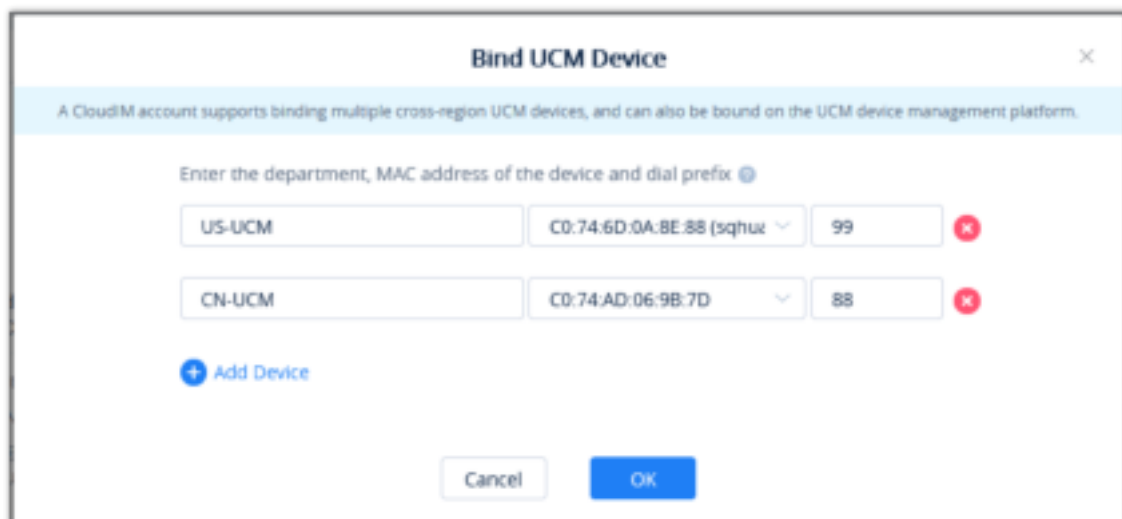 Bind UCM Device
A CloudIM account supports binding multiple cross-region UCM devices, and can also be bound on the UCM device management platform.
Enter the department, MAC address of the device and dial prefix
US-UCM C0:74:6D:0A:8E:88 (sqhua 99
CN-UCM C0:74:AD:06:9B:7D 88
Add Device
Cancel OK